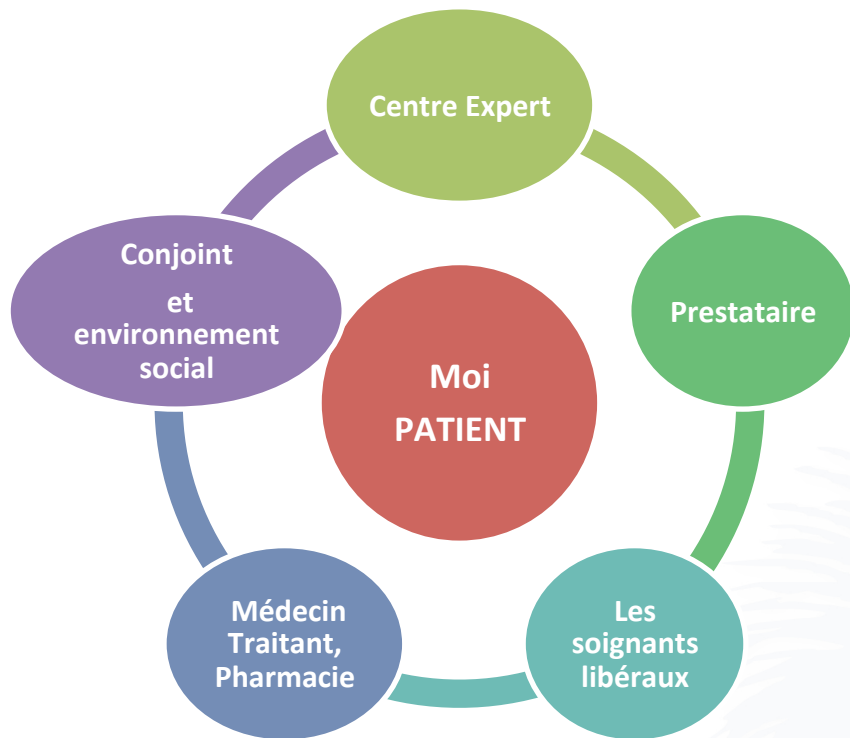 Centre Expert
Conjoint
et
environnement
social
Prestataire
Moi
PATIENT
Médecin
Traitant,
Pharmacie
Les
soignants
libéraux